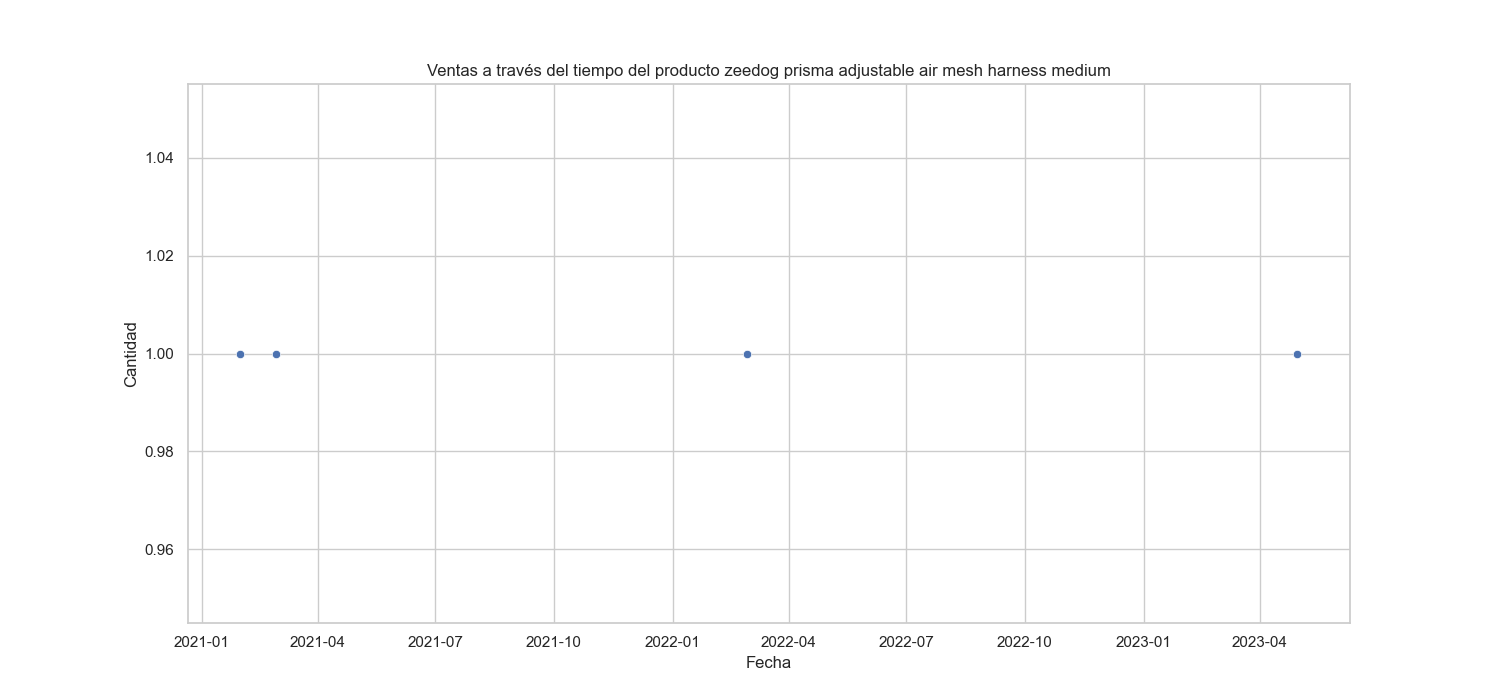 Ventas a través del tiempo del producto zeedog prisma adjustable air mesh harness medium
1.04
1.02
1.00
0.98
0.96
Cantidad
2021-01 2021-04 2021-07 2021-10 2022-01 2022-04 2022-07 2022-10 2023-01 2023-04
Fecha